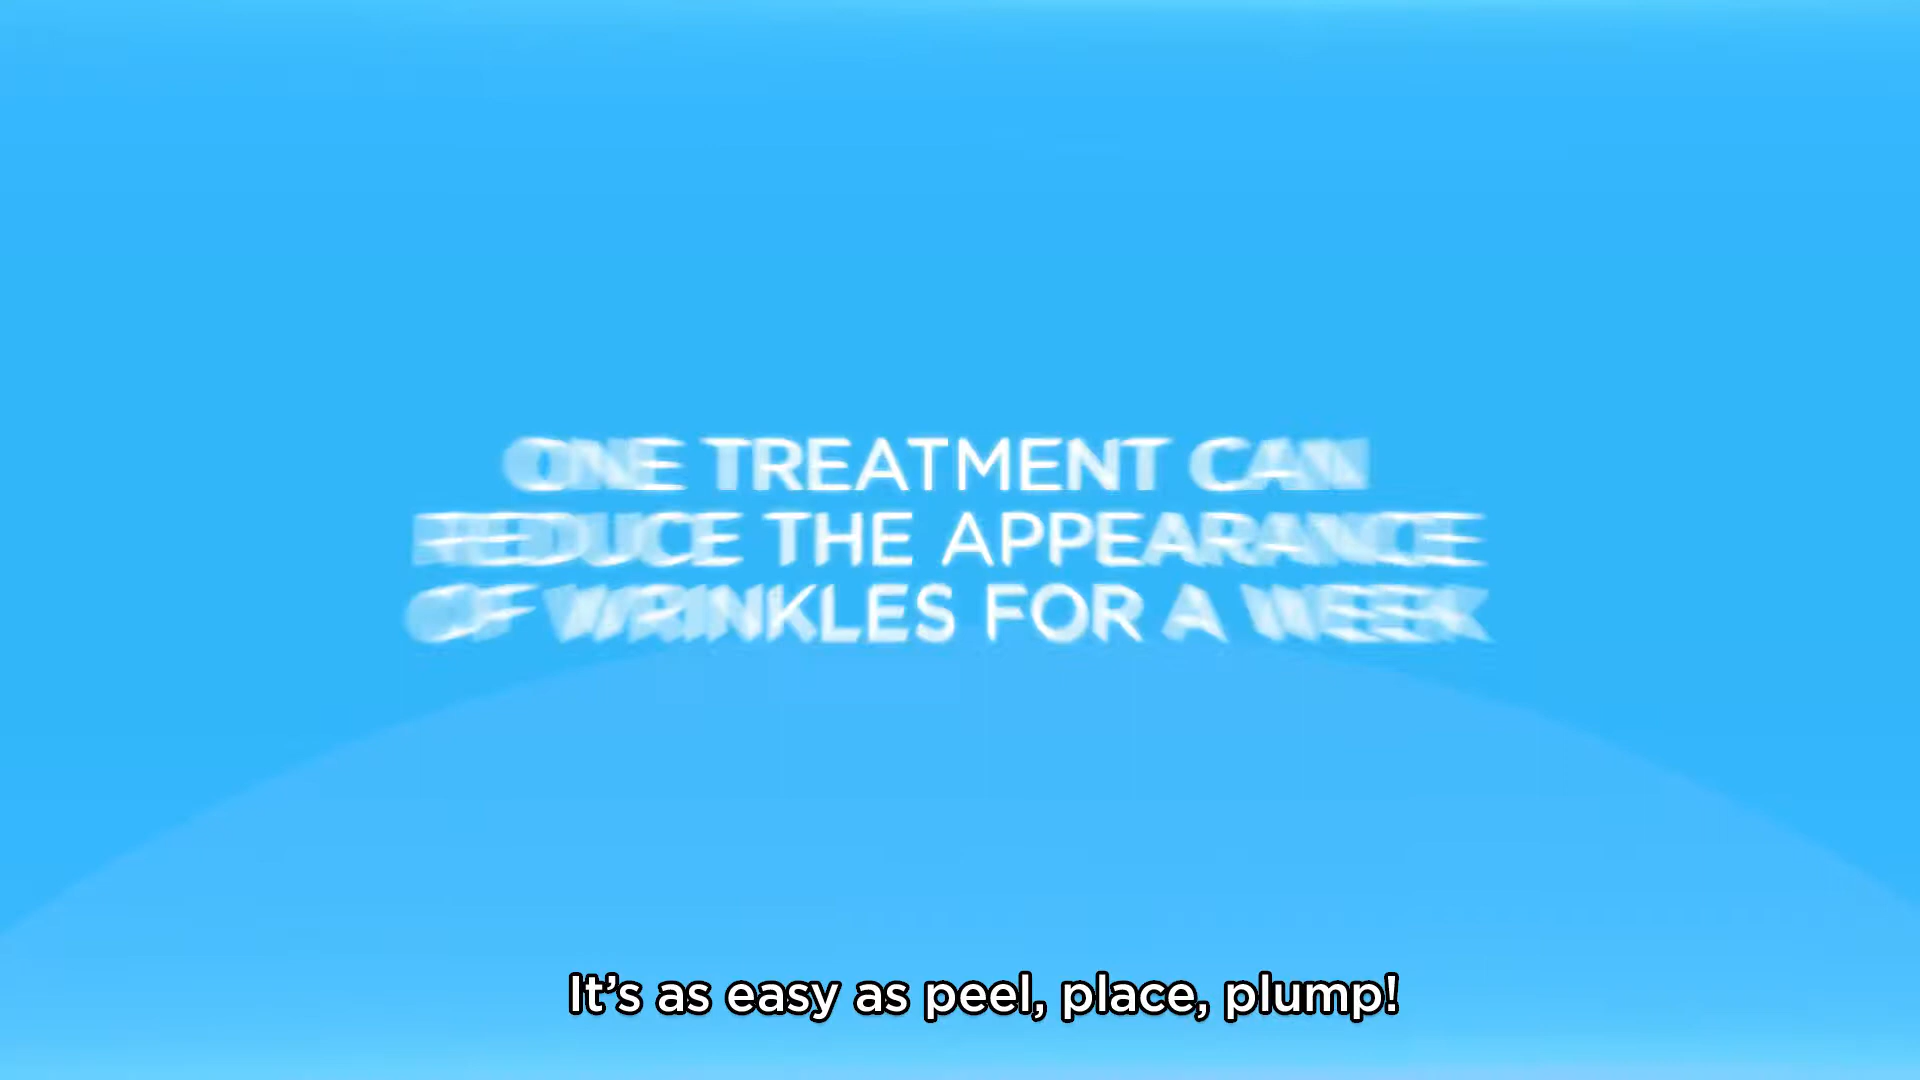 ONE TREATMENT CAN
REDUCE THE APPEARANCE
OF WRINKLES FOR A WEEK
It’s as easy as peel, place, plump!